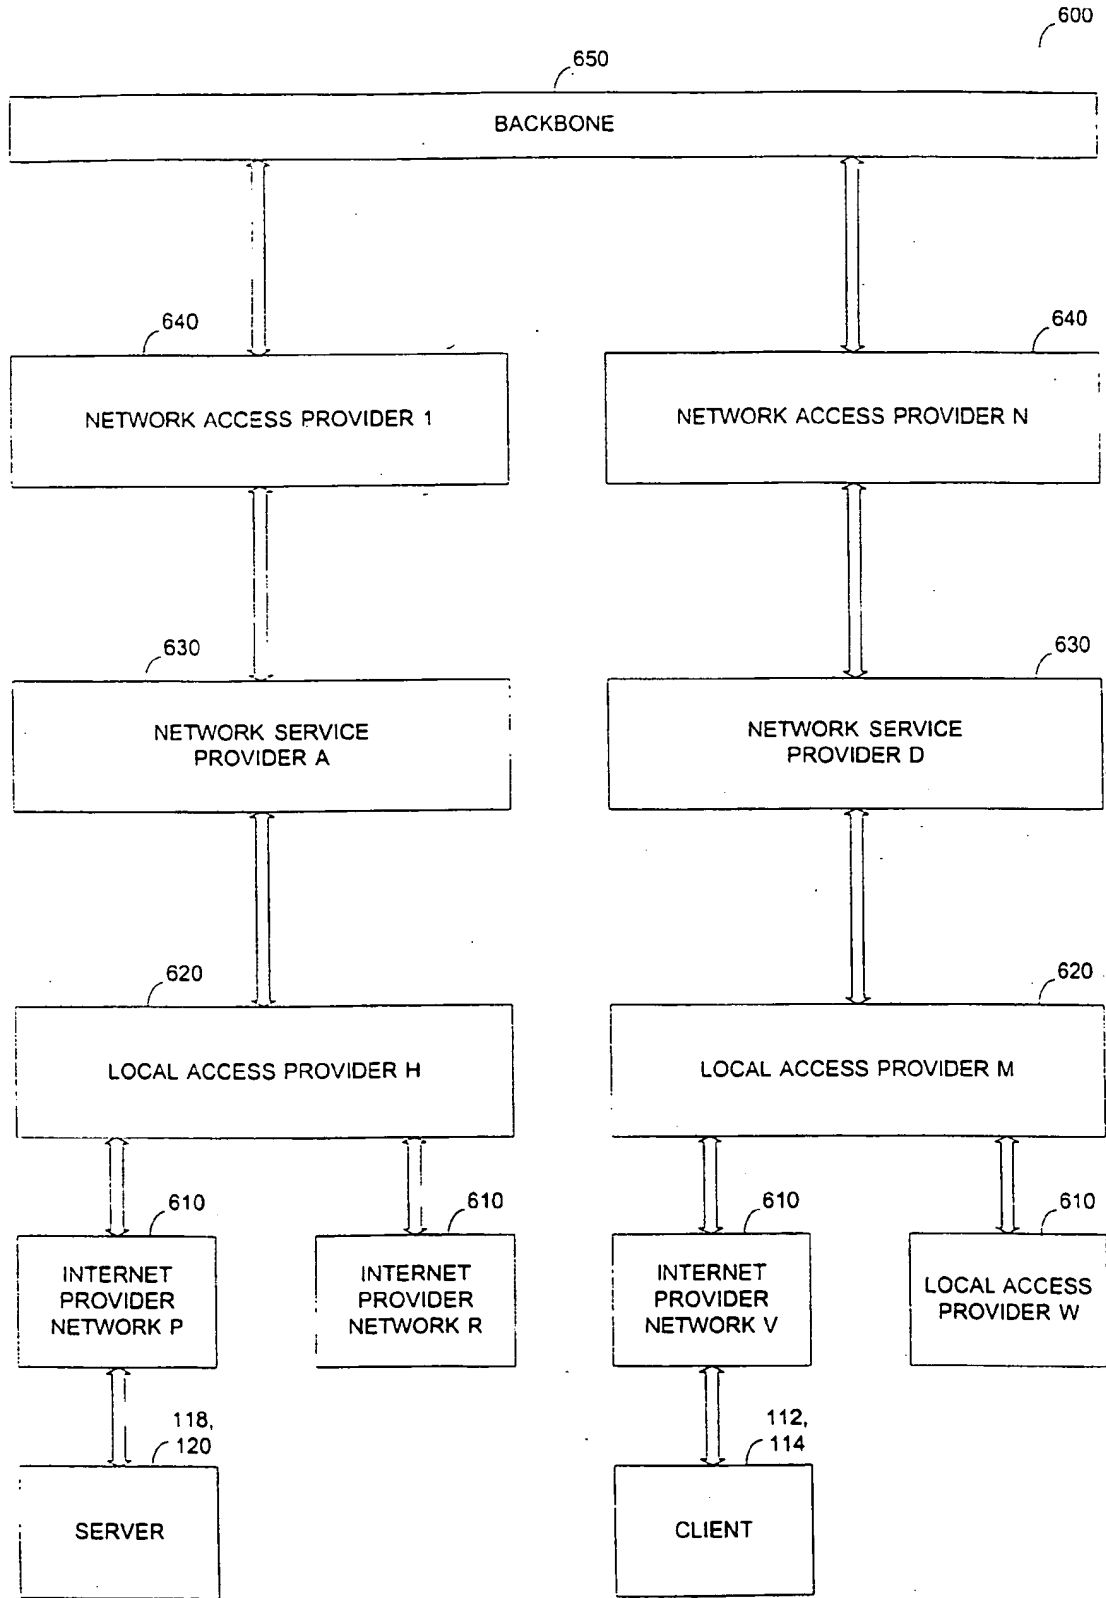 600
650
BACKBONE
640
640
NETWORK ACCESS PROVIDER 1
NETWORK ACCESS PROVIDER N
630
630
NETWORK SERVICE
PROVIDER A
NETWORK SERVICE
PROVIDER D
620
620
LOCAL ACCESS PROVIDER H
LOCAL ACCESS PROVIDER M
610
610
610
610
INTERNET
PROVIDER
NETWORK P
INTERNET
PROVIDER
NETWORK R
INTERNET
PROVIDER
NETWORK V
LOCAL ACCESS
PROVIDER W
118,
120
112,
114
SERVER
CLIENT